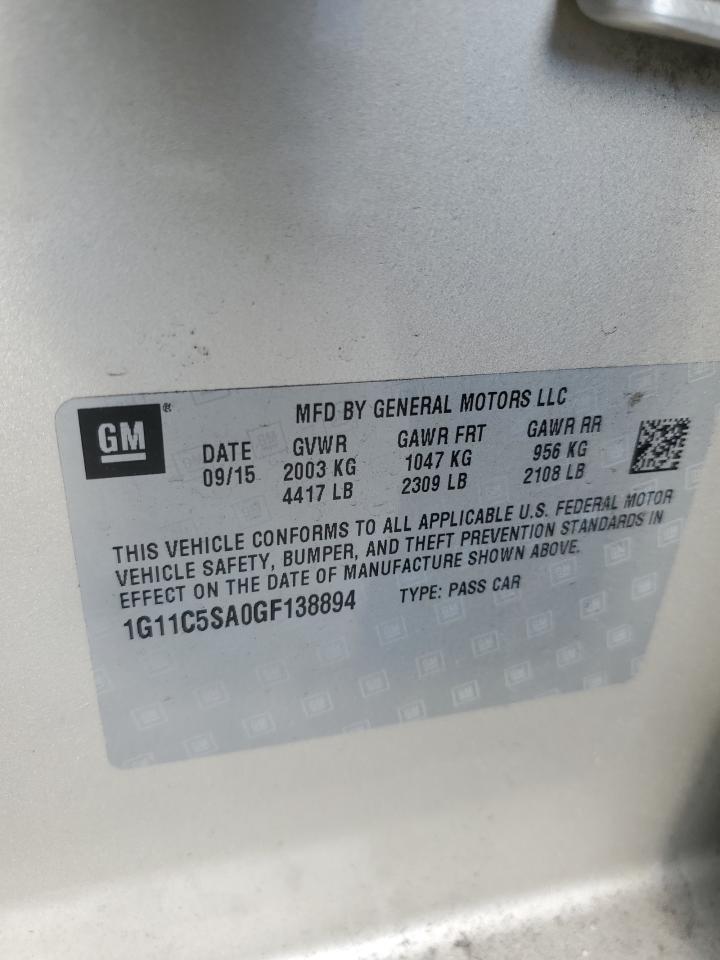 GM®
MFD BY GENERAL MOTORS LLC
DATE GVWR GAWR FRT GAWR RR
09/15 2003 KG 1047 KG 956 KG
4417 LB 2309 LB 2108 LB
THIS VEHICLE CONFORMS TO ALL APPLICABLE U.S. FEDERAL MOTOR
VEHICLE SAFETY, BUMPER, AND THEFT PREVENTION STANDARDS IN
EFFECT ON THE DATE OF MANUFACTURE SHOWN ABOVE.
1G11C5SA0GF138894 TYPE: PASS CAR